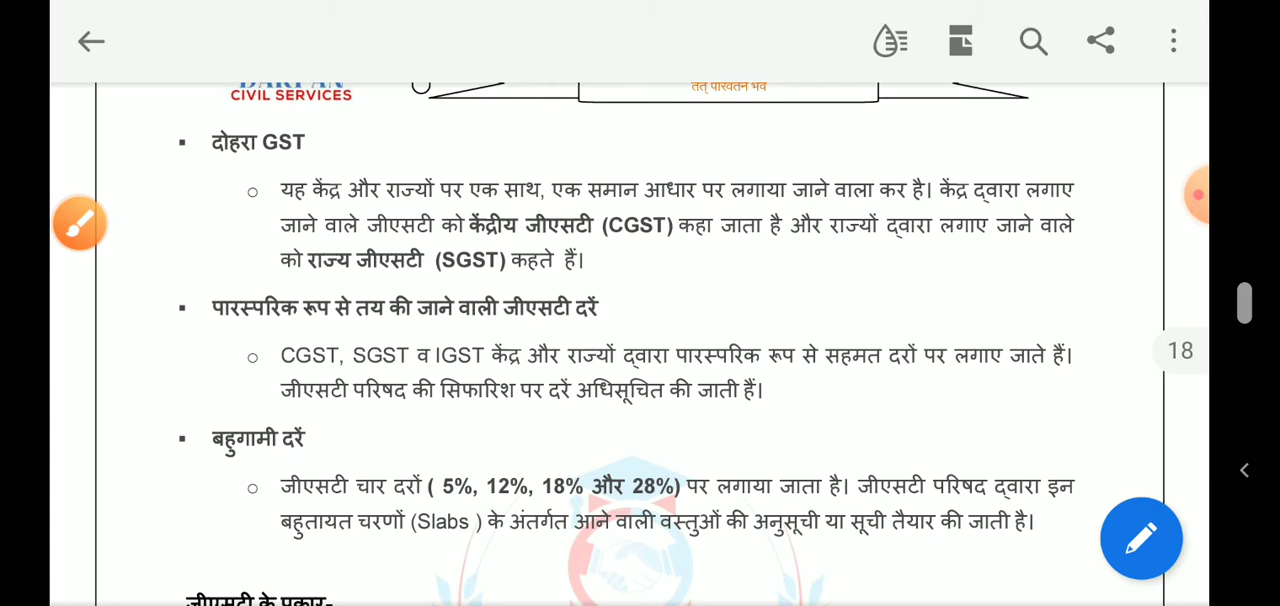 CIVIL SERVICES
तत् परिवर्तन भव
▪ दोहरा GST
○ यह केंद्र और राज्यों पर एक साथ, एक समान आधार पर लगाया जाने वाला कर है। केंद्र द्वारा लगाए
जाने वाले जीएसटी को केंद्रीय जीएसटी (CGST) कहा जाता है और राज्यों द्वारा लगाए जाने वाले
को राज्य जीएसटी (SGST) कहते हैं।
▪ पारस्परिक रूप से तय की जाने वाली जीएसटी दरें
○ CGST, SGST व IGST केंद्र और राज्यों द्वारा पारस्परिक रूप से सहमत दरों पर लगाए जाते हैं।
जीएसटी परिषद की सिफारिश पर दरें अधिसूचित की जाती हैं।
18
▪ बहुगामी दरें
○ जीएसटी चार दरों ( 5%, 12%, 18% और 28%) पर लगाया जाता है। जीएसटी परिषद द्वारा इन
बहुतायत चरणों (Slabs ) के अंतर्गत आने वाली वस्तुओं की अनुसूची या सूची तैयार की जाती है।
जीएसटी के प्रकार-